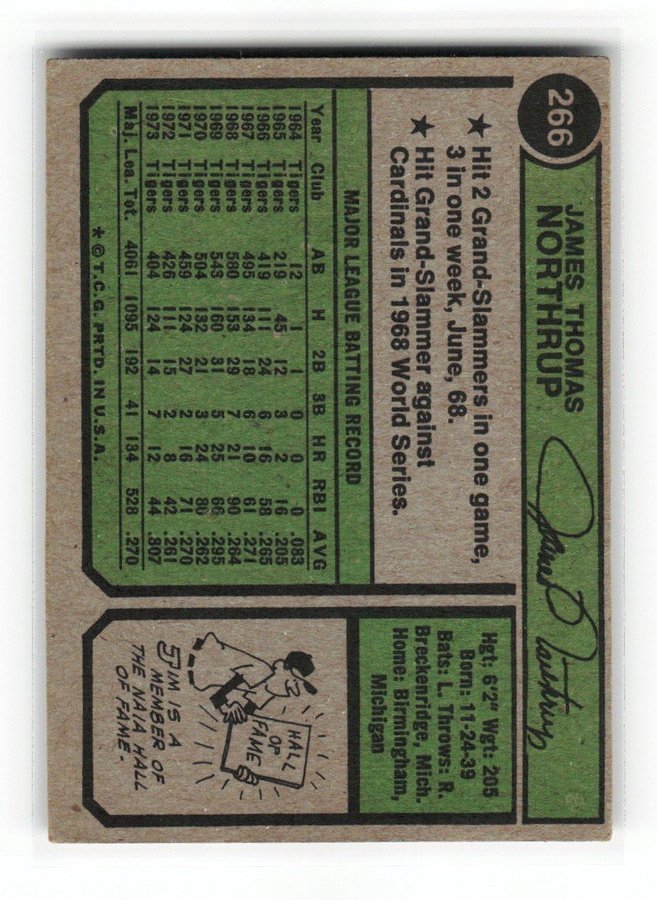 266
JAMES THOMAS
NORTHRUP
James Northrup
★ Hit 2 Grand-Slammers in one game,
3 in one week, June, 68.
★ Hit Grand-Slammer against
Cardinals in 1968 World Series.
MAJOR LEAGUE BATTING RECORD
Year Club AB H 2B 3B HR RBI AVG
1964 Tigers 12 1 1 0 0 0 .083
1965 Tigers 219 45 12 3 2 16 .205
1966 Tigers 419 111 24 6 16 58 .265
1967 Tigers 495 134 18 6 10 61 .271
1968 Tigers 580 153 29 7 21 90 .264
1969 Tigers 543 160 31 5 25 66 .295
1970 Tigers 504 132 21 3 24 80 .262
1971 Tigers 459 124 27 2 16 71 .270
1972 Tigers 426 111 15 2 8 42 .261
1973 Tigers 404 124 14 7 12 44 .307
Maj. Lea. Tot. 4061 1095 192 41 134 528 .270
* © T.C.G. PRTD. IN U.S.A.
Hgt: 6'2" Wgt: 205
Born: 11-24-39
Bats: L. Throws: R.
Breckenridge, Mich.
Home: Birmingham,
Michigan
HALL
OF
FAME
JIM IS A
MEMBER OF
THE NAIA HALL
OF FAME.